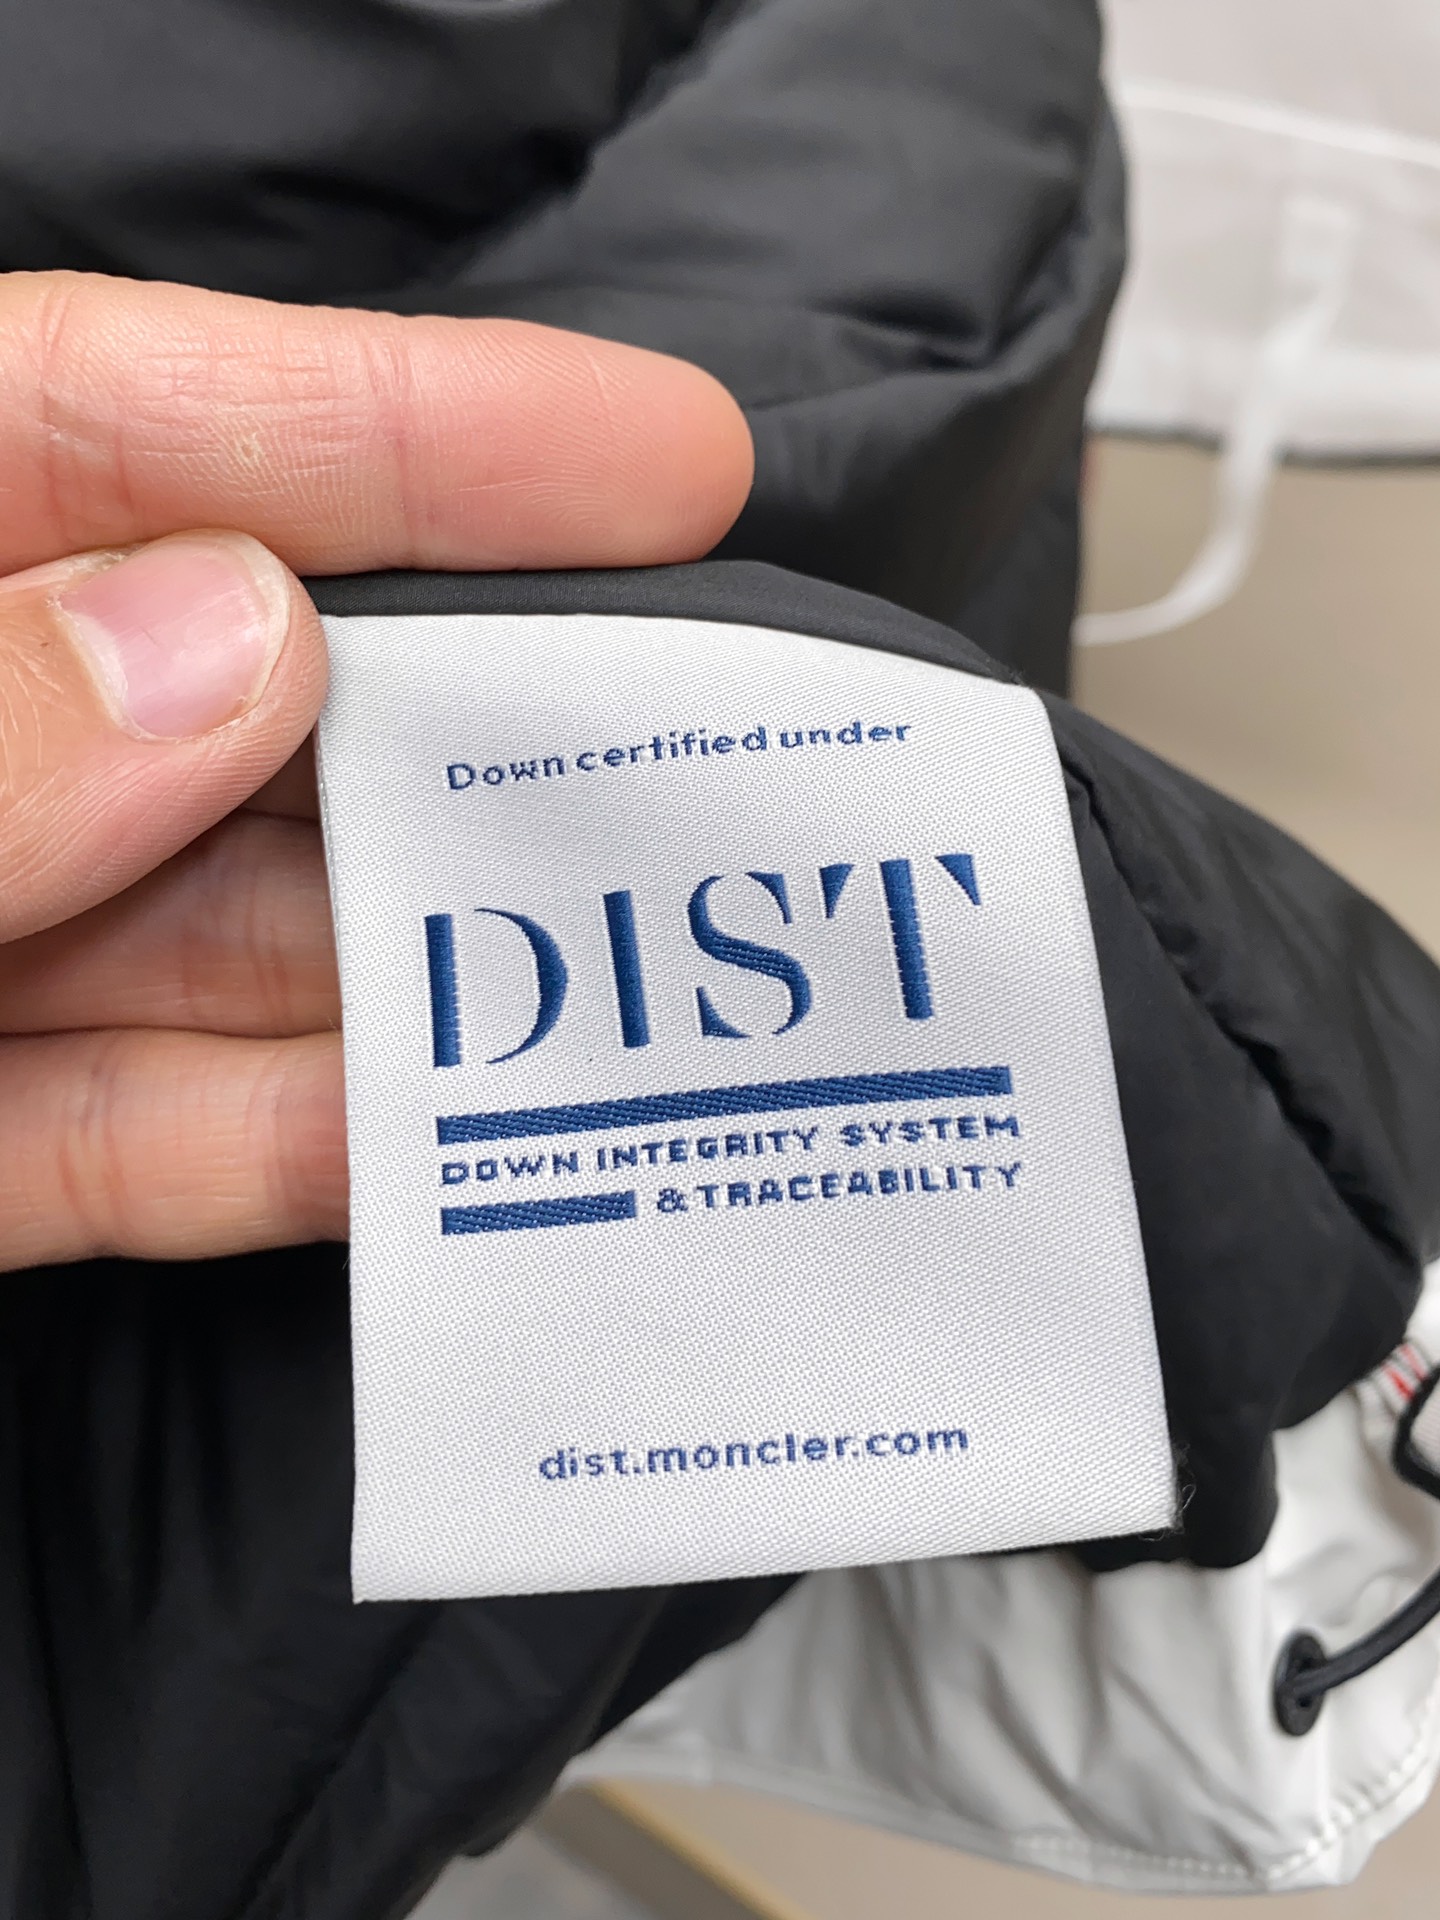 Down certified under
DIST
DOWN INTEGRITY SYSTEM
& TRACEABILITY
dist.moncler.com